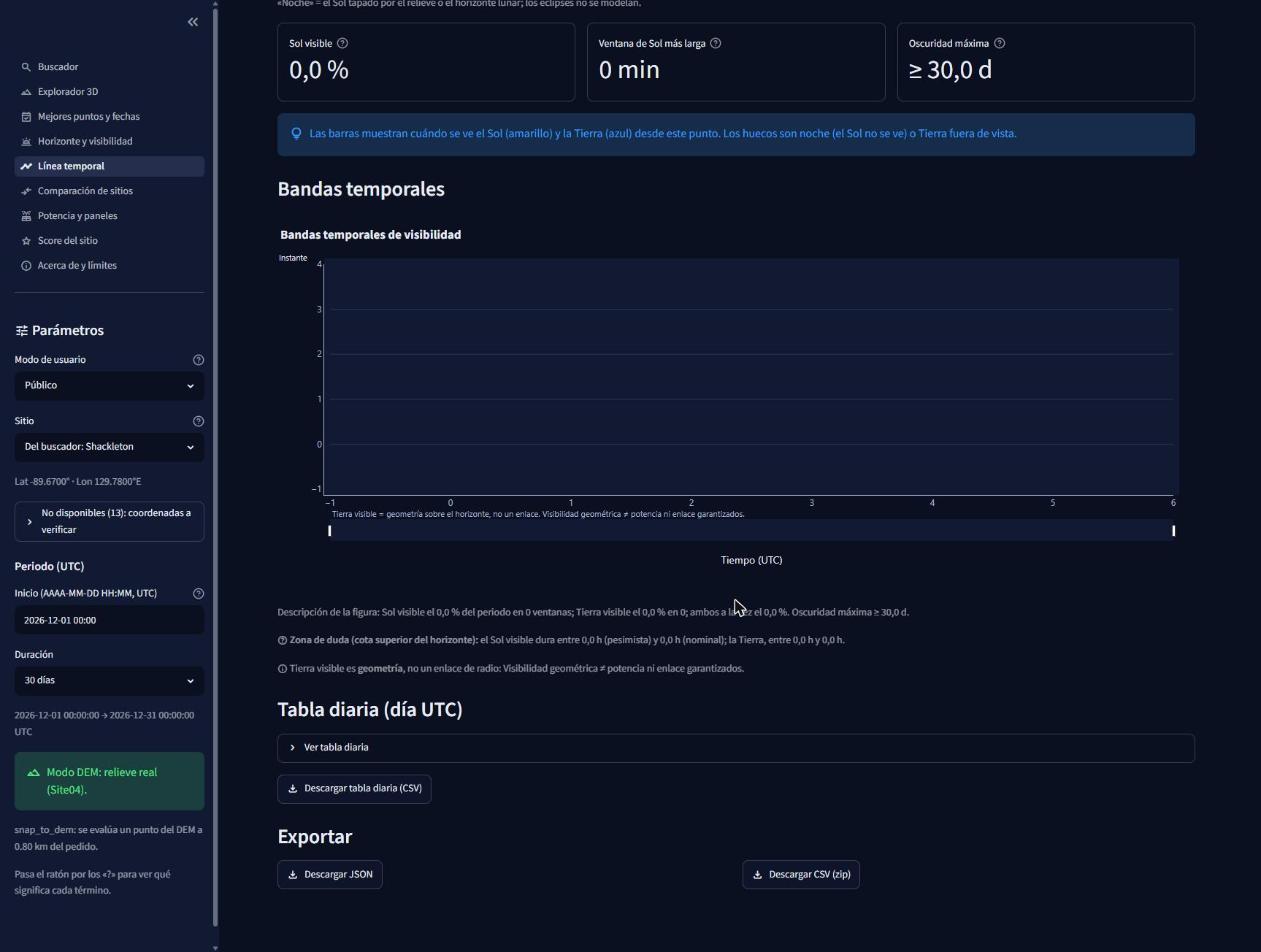 «Noche» = el Sol tapado por el relieve o el horizonte lunar; los eclipses no se modelan.
Buscador
Explorador 3D
Mejores puntos y fechas
Horizonte y visibilidad
Línea temporal
Comparación de sitios
Potencia y paneles
Score del sitio
Acerca de y límites
Parámetros
Modo de usuario
Público
Sitio
Del buscador: Shackleton
Lat -89.6700° · Lon 129.7800°E
No disponibles (13): coordenadas a
verificar
Periodo (UTC)
Inicio (AAAA-MM-DD HH:MM, UTC)
2026-12-01 00:00
Duración
30 días
2026-12-01 00:00:00 → 2026-12-31 00:00:00
UTC
Modo DEM: relieve real
(Site04).
snap_to_dem: se evalúa un punto del DEM a
0.80 km del pedido.
Pasa el ratón por los «?» para ver qué
significa cada término.
Sol visible
0,0 %
Ventana de Sol más larga
0 min
Oscuridad máxima
≥ 30,0 d
Las barras muestran cuándo se ve el Sol (amarillo) y la Tierra (azul) desde este punto. Los huecos son noche (el Sol no se ve) o Tierra fuera de vista.
Bandas temporales
Bandas temporales de visibilidad
Instante
4
3
2
1
0
−1
−1 0 1 2 3 4 5 6
Tierra visible = geometría sobre el horizonte, no un enlace. Visibilidad geométrica ≠ potencia ni enlace garantizados.
Tiempo (UTC)
Descripción de la figura: Sol visible el 0,0 % del periodo en 0 ventanas; Tierra visible el 0,0 % en 0; ambos a la vez el 0,0 %. Oscuridad máxima ≥ 30,0 d.
Zona de duda (cota superior del horizonte): el Sol visible dura entre 0,0 h (pesimista) y 0,0 h (nominal); la Tierra, entre 0,0 h y 0,0 h.
Tierra visible es geometría, no un enlace de radio: Visibilidad geométrica ≠ potencia ni enlace garantizados.
Tabla diaria (día UTC)
Ver tabla diaria
Descargar tabla diaria (CSV)
Exportar
Descargar JSON
Descargar CSV (zip)